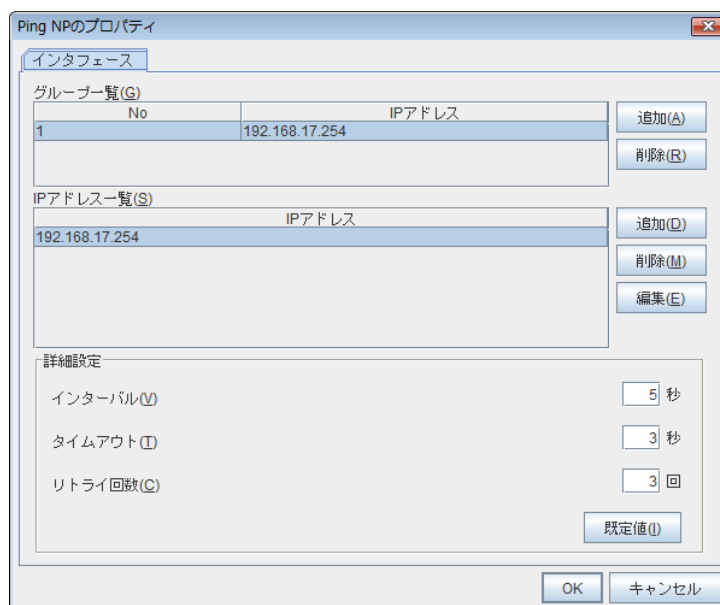 Ping NPのプロパティ
インタフェース
グループ一覧(G)
No IPアドレス
1 192.168.17.254
追加(A)
削除(R)
IPアドレス一覧(S)
IPアドレス
192.168.17.254
追加(D)
削除(M)
編集(E)
詳細設定
インターバル(V) 5 秒
タイムアウト(T) 3 秒
リトライ回数(C) 3 回
既定値(I)
OK キャンセル